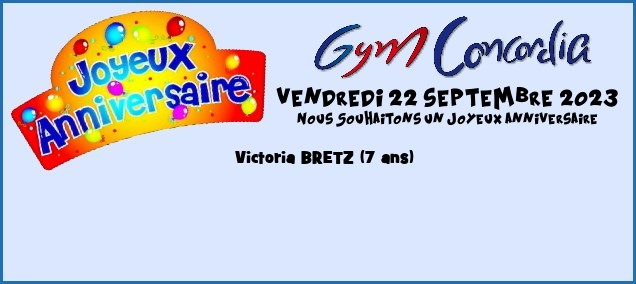 Joyeux
Anniversaire
Gym Concordia
VENDREDI 22 SEPTEMBRE 2023
NOUS SOUHAITONS UN JOYEUX ANNIVERSAIRE
Victoria BRETZ (7 ans)